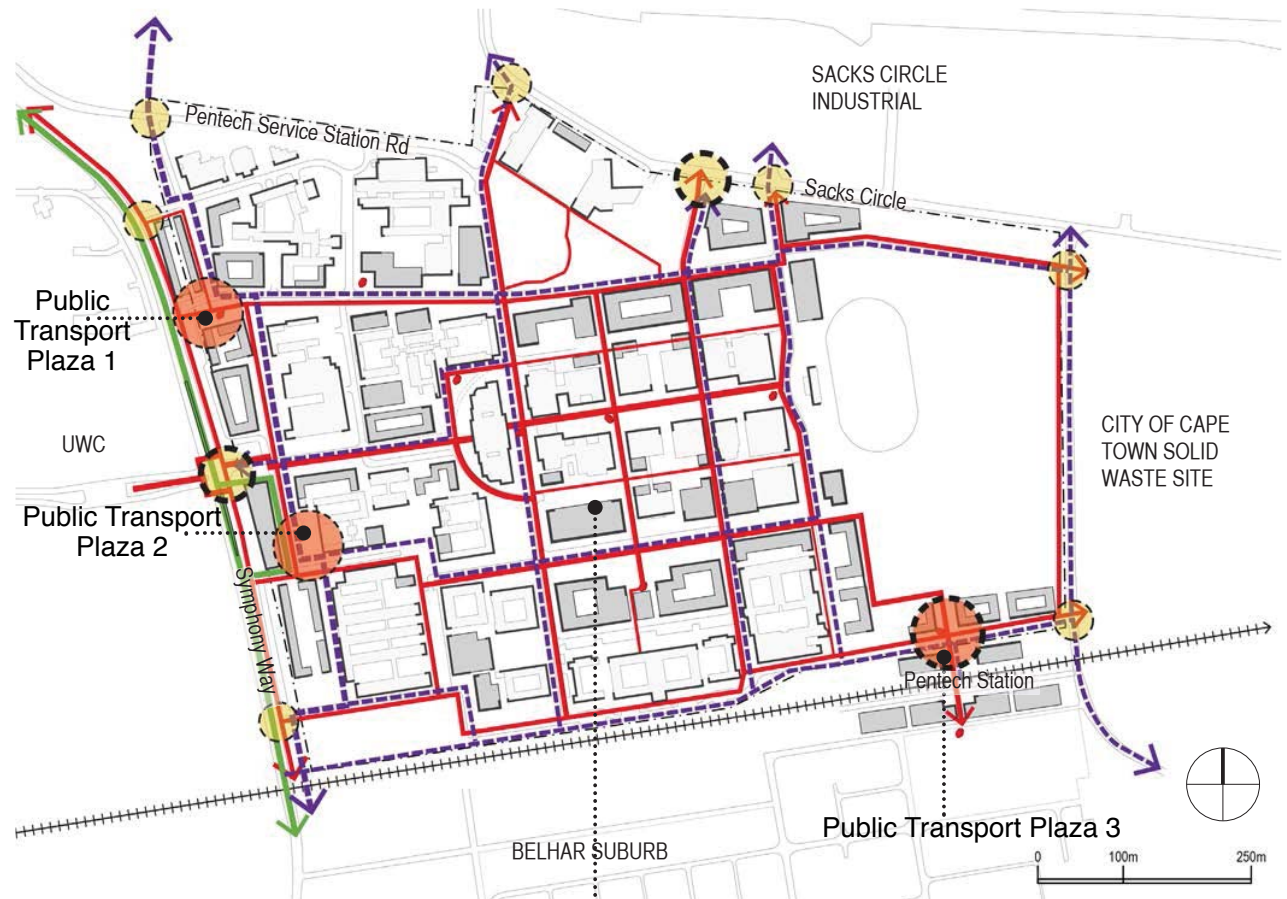 SACKS CIRCLE
INDUSTRIAL
Pentech Service Station Rd
Sacks Circle
Public
Transport
Plaza 1
UWC
CITY OF CAPE
TOWN SOLID
WASTE SITE
Public Transport
Plaza 2
Symphony Way
Pentech Station
Public Transport Plaza 3
BELHAR SUBURB
0 100m 250m